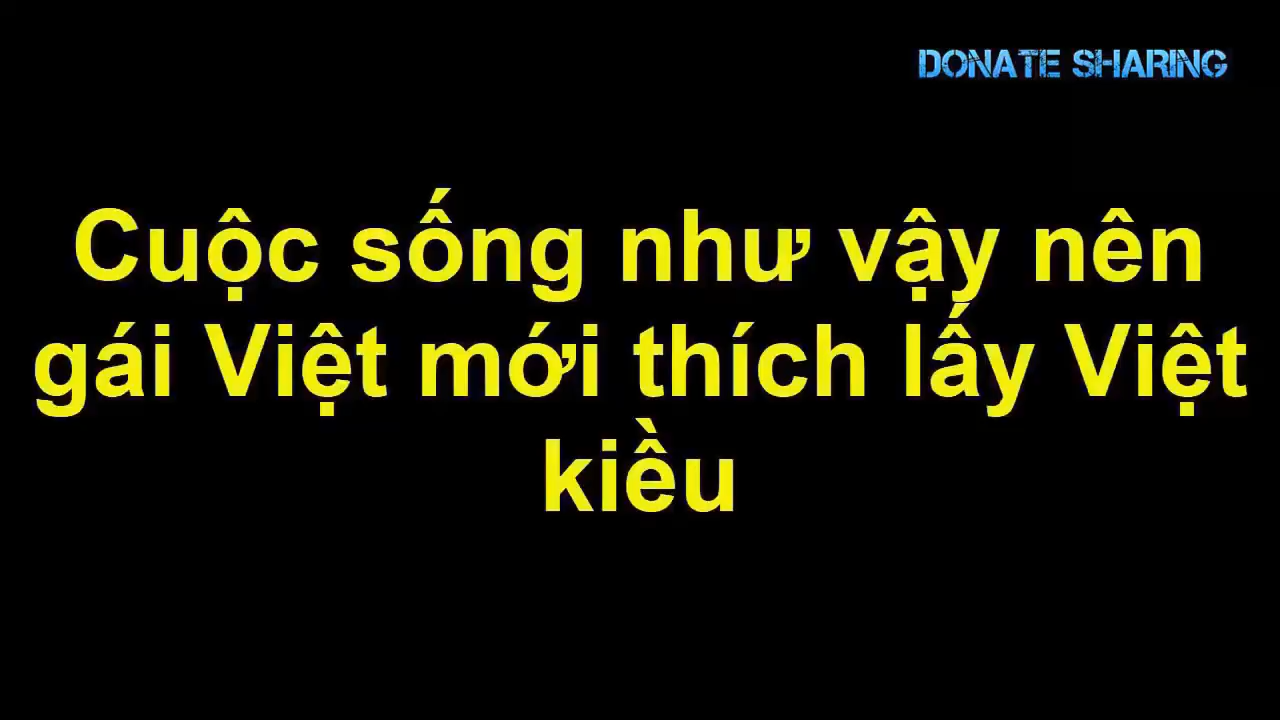 DONATE SHARING
Cuộc sống như vậy nên
gái Việt mới thích lấy Việt
kiều